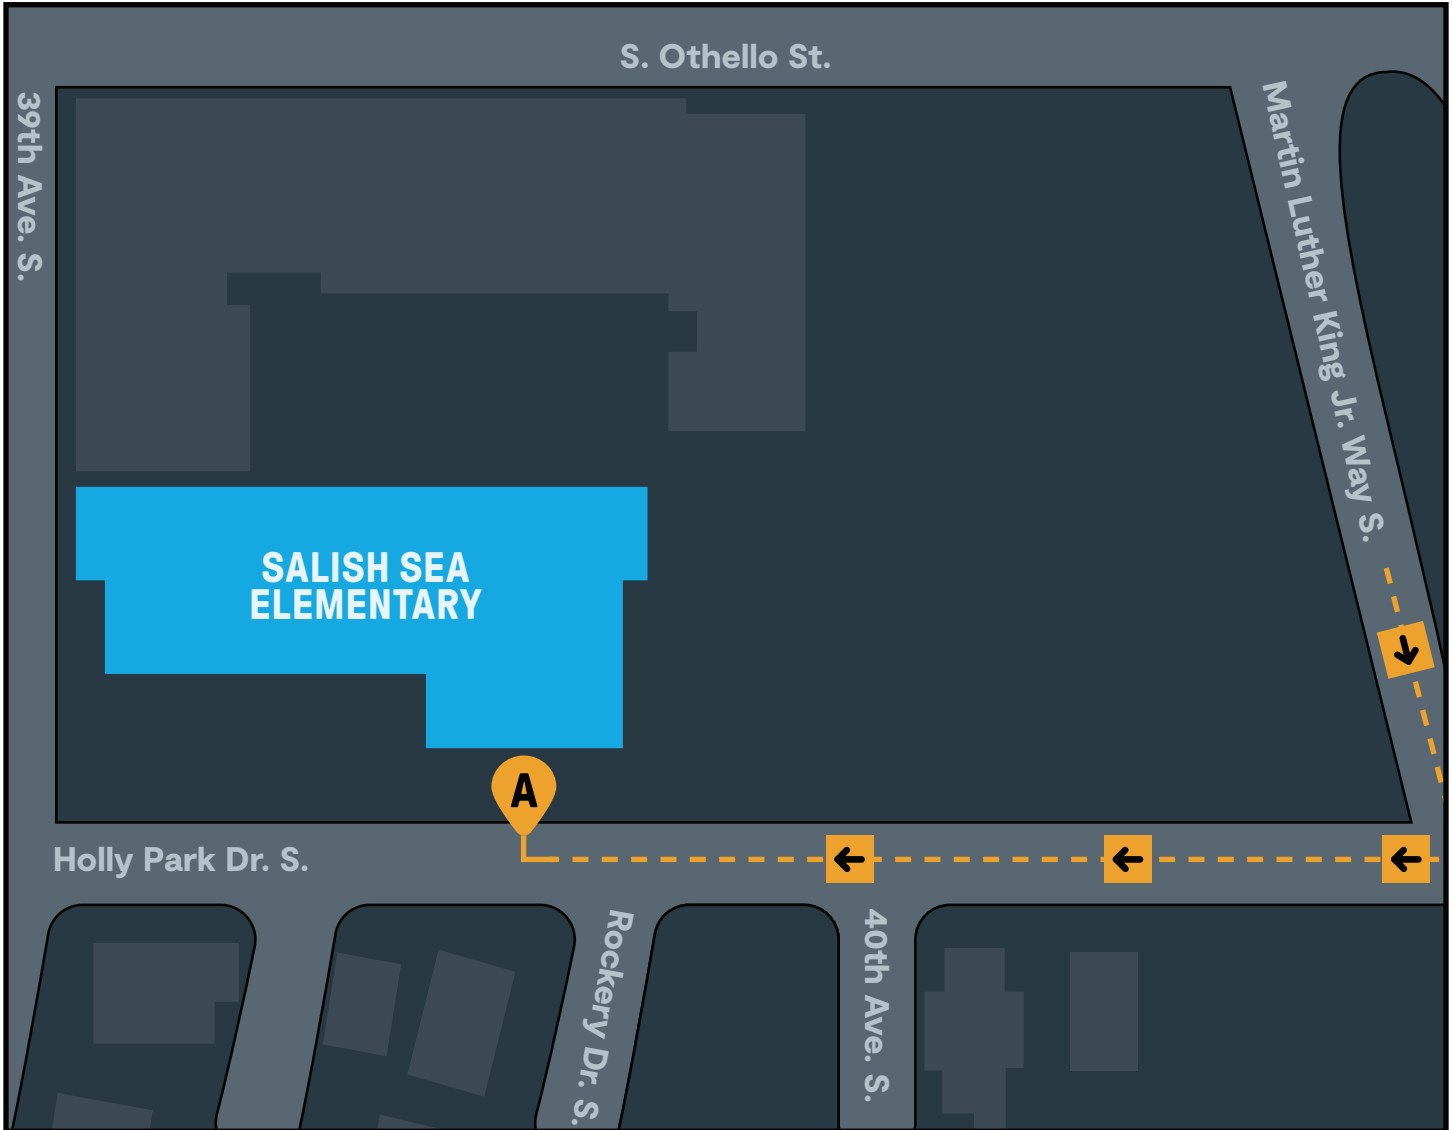 S. Othello St.
39th Ave. S.
Martin Luther King Jr. Way S.
SALISH SEA
ELEMENTARY
A
Holly Park Dr. S.
Rockery Dr. S.
40th Ave. S.